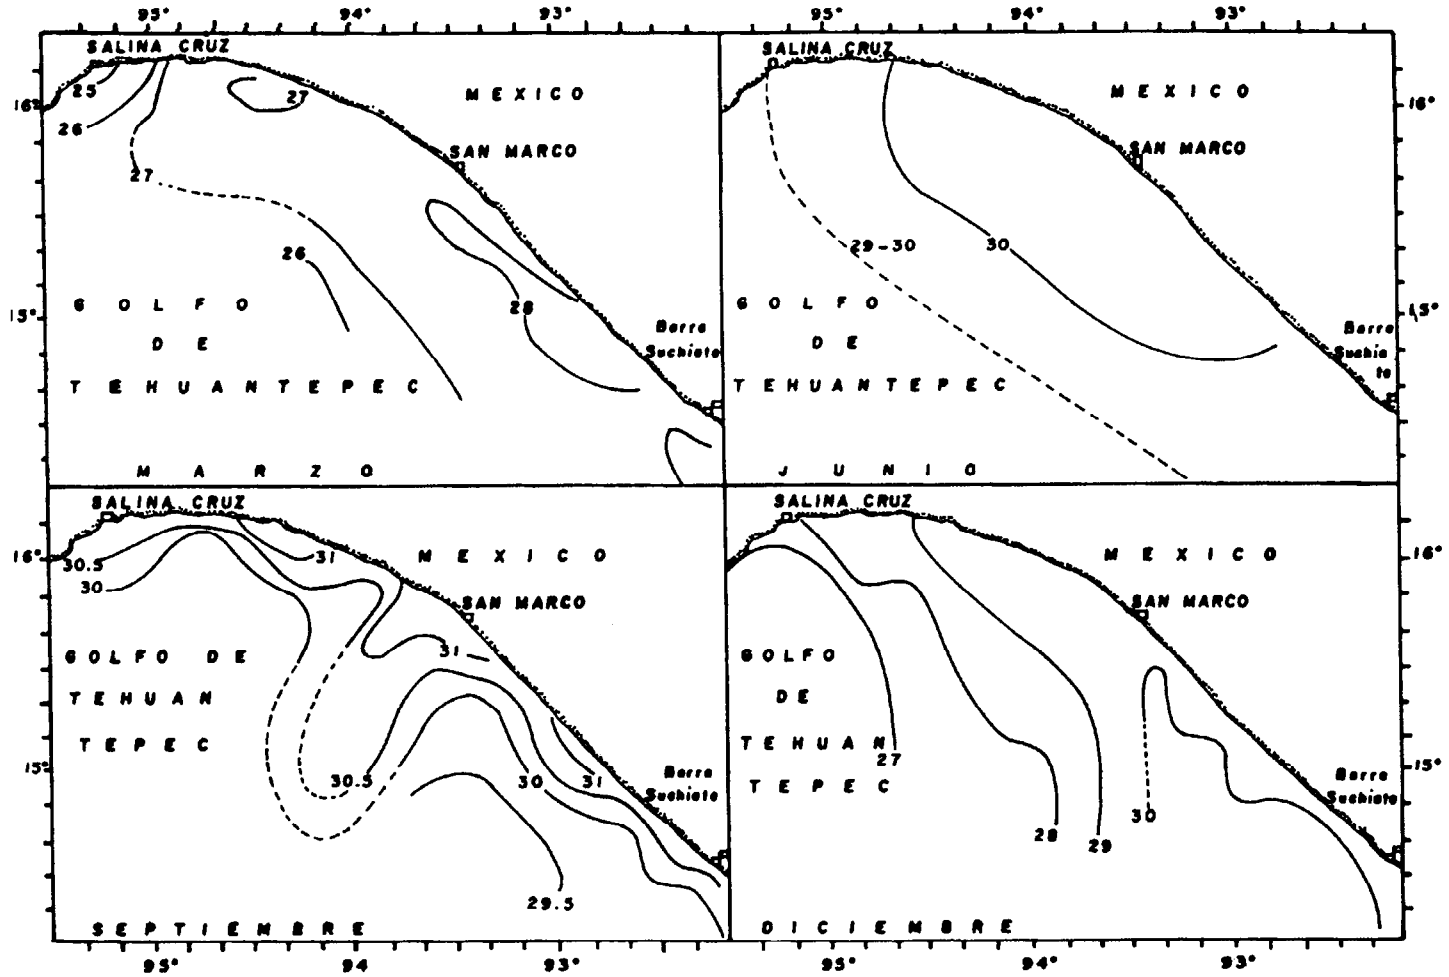 95° 94° 93° 95° 94° 93°
SALINA CRUZ
25
16°
26
27
MEXICO
SAN MARCO
27
26
28
GOLFO
DE
TEHUANTEPEC
15°
Barra
Suchiate
MARZO
SALINA CRUZ
MEXICO
16°
SAN MARCO
29-30
30
GOLFO
DE
TEHUANTEPEC
15°
Barra
Suchia
te
JUNIO
SALINA CRUZ
16°
30.5
30
31
MEXICO
SAN MARCO
31
GOLFO DE
TEHUAN
TEPEC
15°
30.5
30
31
Barra
Suchiate
29.5
SEPTIEMBRE
SALINA CRUZ
MEXICO
16°
SAN MARCO
GOLFO
DE
TEHUAN
TEPEC
27
28
29
30
15°
Barra
Suchiate
DICIEMBRE
95° 94° 93° 95° 94° 93°